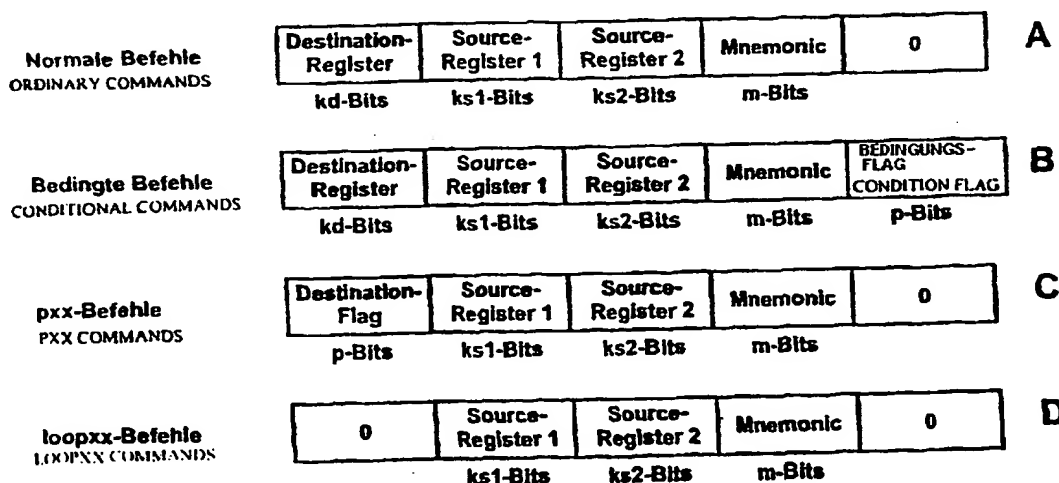 Normale Befehle
ORDINARY COMMANDS
Destination-
Register
Source-
Register 1
Source-
Register 2
Mnemonic
0
A
kd-Bits
ks1-Bits
ks2-Bits
m-Bits
Bedingte Befehle
CONDITIONAL COMMANDS
Destination-
Register
Source-
Register 1
Source-
Register 2
Mnemonic
BEDINGUNGS-
FLAG
CONDITION FLAG
B
kd-Bits
ks1-Bits
ks2-Bits
m-Bits
p-Bits
pxx-Befehle
PXX COMMANDS
Destination-
Flag
Source-
Register 1
Source-
Register 2
Mnemonic
0
C
p-Bits
ks1-Bits
ks2-Bits
m-Bits
loopxx-Befehle
LOOPXX COMMANDS
0
Source-
Register 1
Source-
Register 2
Mnemonic
0
D
ks1-Bits
ks2-Bits
m-Bits